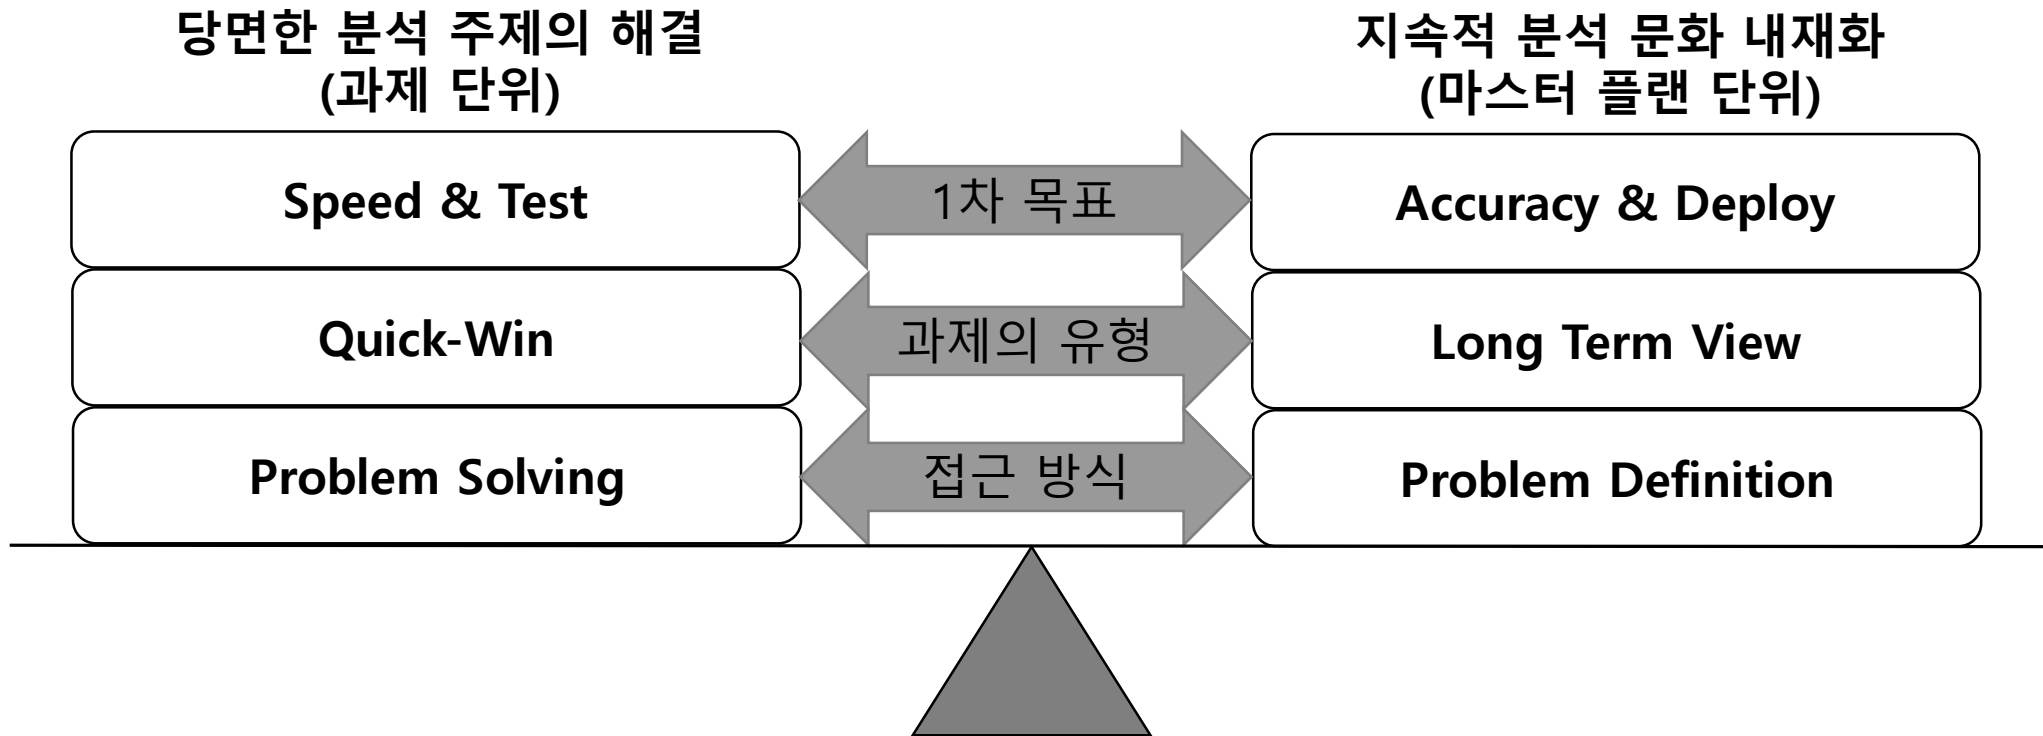 당면한 분석 주제의 해결
(과제 단위)
지속적 분석 문화 내재화
(마스터 플랜 단위)
Speed & Test
1차 목표
Accuracy & Deploy
Quick-Win
과제의 유형
Long Term View
Problem Solving
접근 방식
Problem Definition